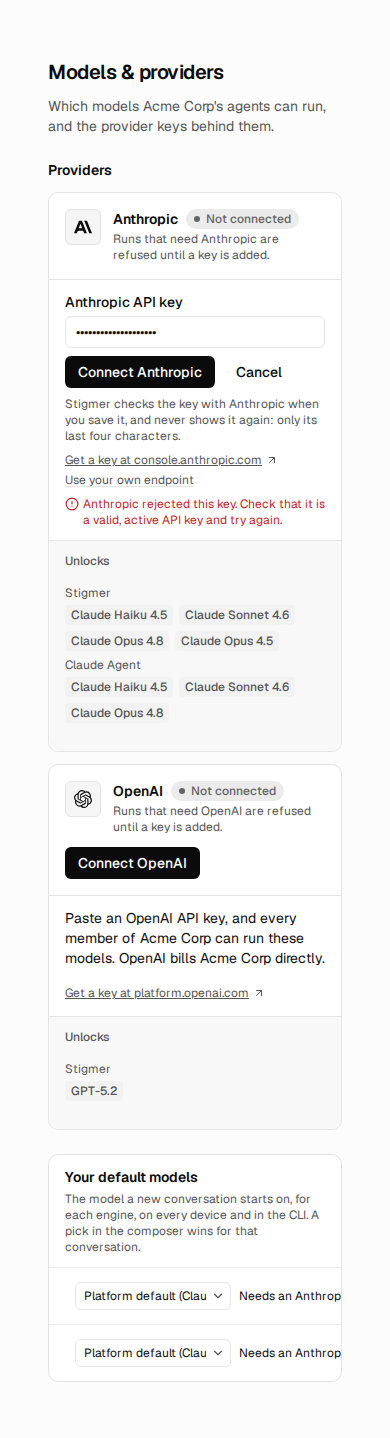 Models & providers
Which models Acme Corp's agents can run,
and the provider keys behind them.
Providers
Anthropic
Not connected
Runs that need Anthropic are
refused until a key is added.
Anthropic API key
••••••••••••••••••••
Connect Anthropic
Cancel
Stigmer checks the key with Anthropic when
you save it, and never shows it again: only its
last four characters.
Get a key at console.anthropic.com
Use your own endpoint
Anthropic rejected this key. Check that it is
a valid, active API key and try again.
Unlocks
Stigmer
Claude Haiku 4.5
Claude Sonnet 4.6
Claude Opus 4.8
Claude Opus 4.5
Claude Agent
Claude Haiku 4.5
Claude Sonnet 4.6
Claude Opus 4.8
OpenAI
Not connected
Runs that need OpenAI are refused
until a key is added.
Connect OpenAI
Paste an OpenAI API key, and every
member of Acme Corp can run these
models. OpenAI bills Acme Corp directly.
Get a key at platform.openai.com
Unlocks
Stigmer
GPT-5.2
Your default models
The model a new conversation starts on, for
each engine, on every device and in the CLI. A
pick in the composer wins for that
conversation.
Platform default (Clau
Needs an Anthrop
Platform default (Clau
Needs an Anthrop